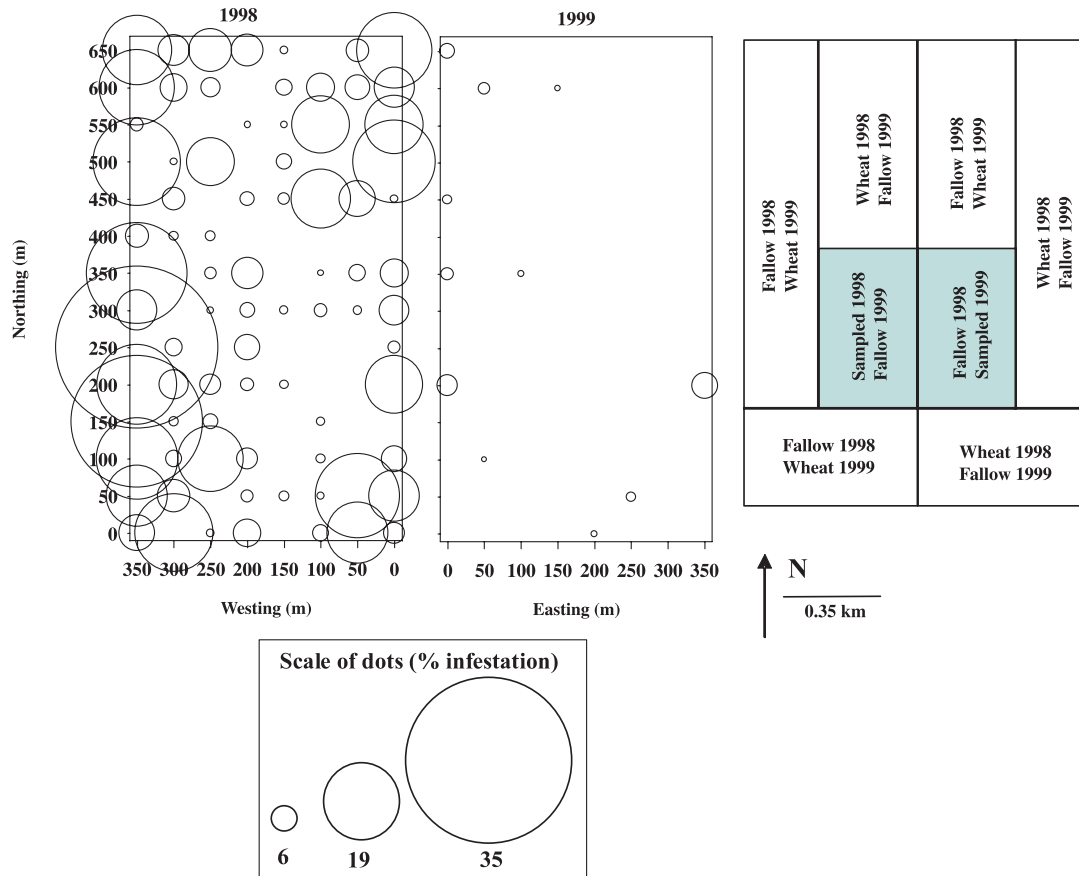 1998
1999
Northing (m)
650
600
550
500
450
400
350
300
250
200
150
100
50
0
350 300 250 200 150 100 50 0
Westing (m)
0 50 100 150 200 250 300 350
Easting (m)
Fallow 1998
Wheat 1999
Wheat 1998
Fallow 1999
Fallow 1998
Wheat 1999
Wheat 1998
Fallow 1999
Sampled 1998
Fallow 1999
Fallow 1998
Sampled 1999
Fallow 1998
Wheat 1999
Wheat 1998
Fallow 1999
N
0.35 km
Scale of dots (% infestation)
6
19
35